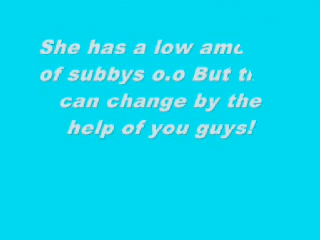 She has a low
of subbys o.o But
can change by the
help of you guys!